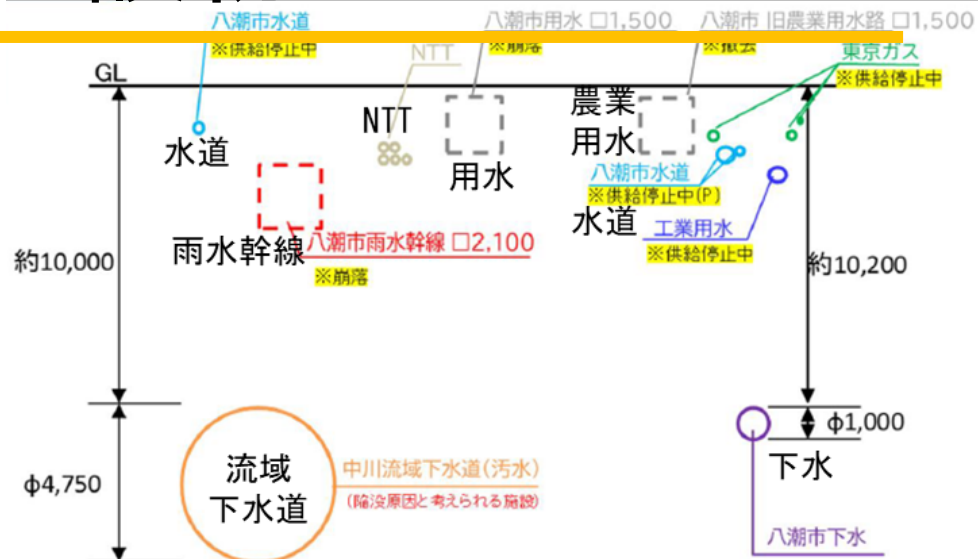 八潮市水道
※供給停止中
八潮市用水 □1,500
※崩落
八潮市 旧農業用水路 □1,500
※撤去
東京ガス
※供給停止中
NTT
GL
NTT
水道
用水
農業
用水
八潮市水道
※供給停止中(P)
水道
工業用水
※供給停止中
雨水幹線
八潮市雨水幹線 □2,100
※崩落
約10,000
約10,200
φ4,750
流域
下水道
中川流域下水道(汚水)
(陥没原因と考えられる施設)
φ1,000
下水
八潮市下水